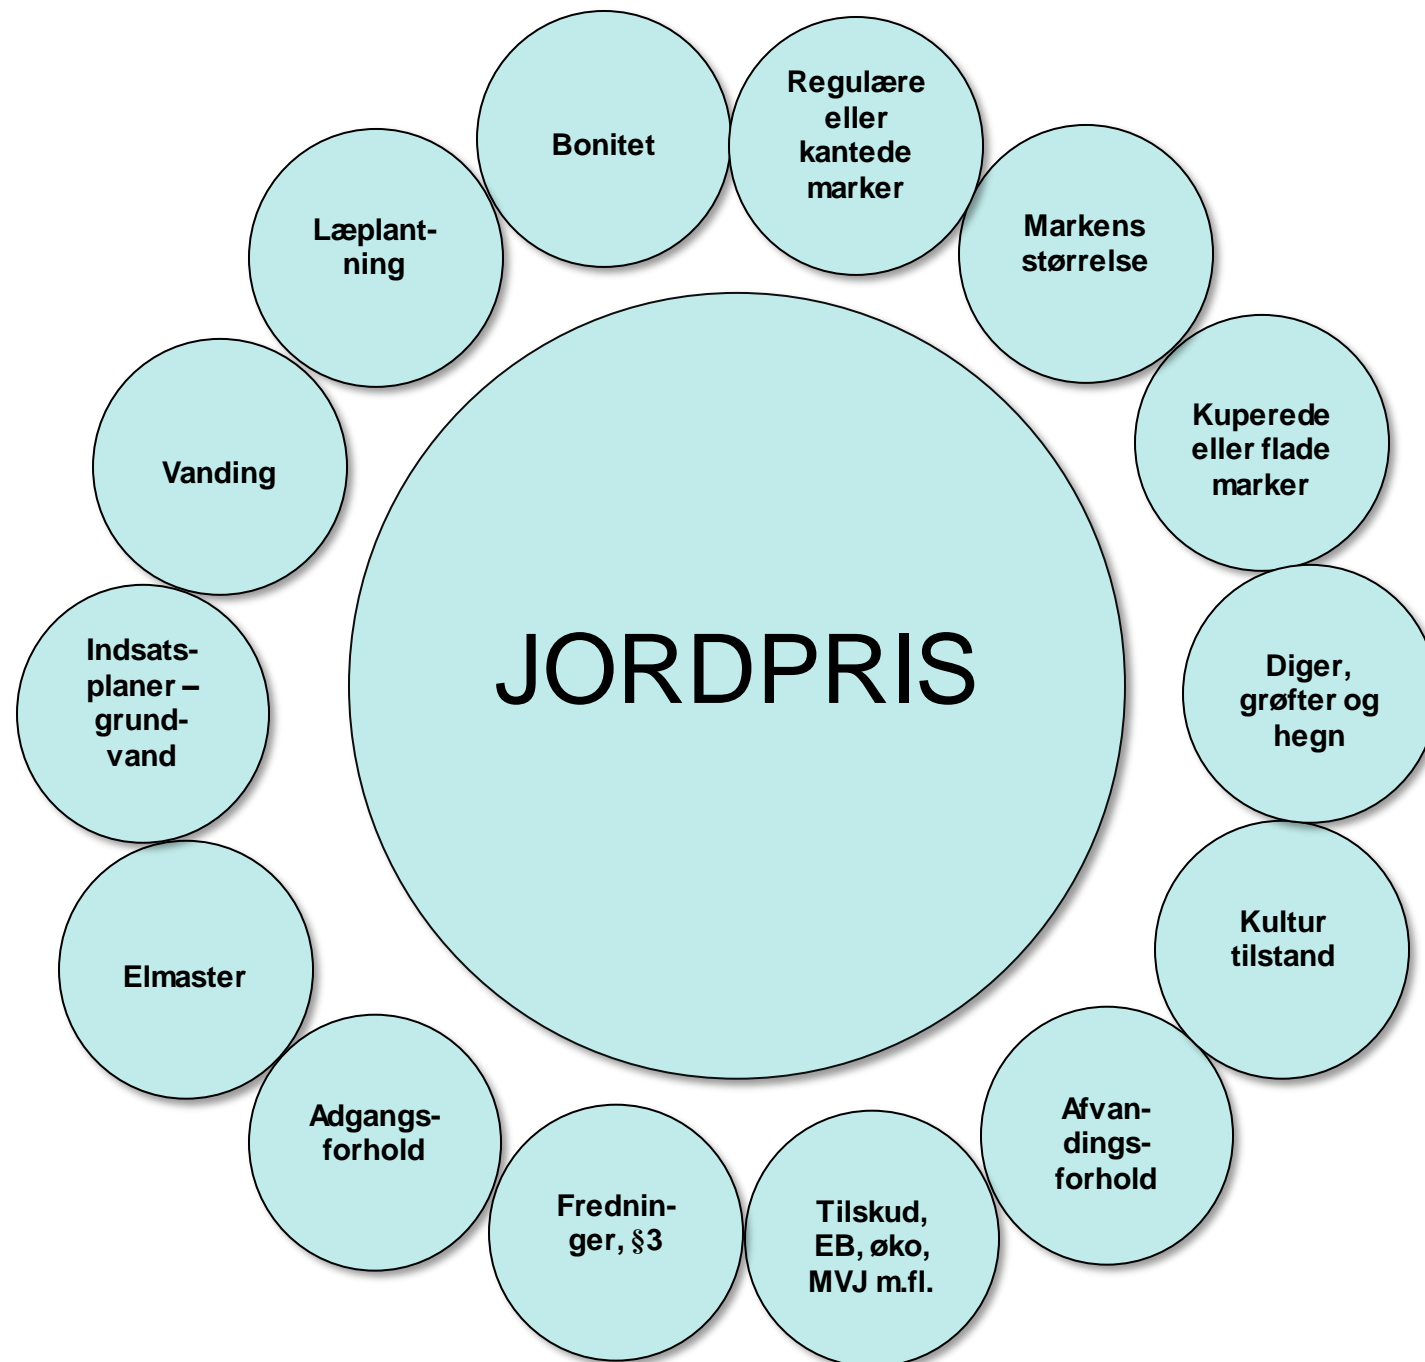 Bonitet
Regulære
eller
kantede
marker
Markens
størrelse
Kuperede
eller flade
marker
Diger,
grøfter og
hegn
Kultur
tilstand
Afvan-
dings-
forhold
Tilskud,
EB, øko,
MVJ m.fl.
Frednin-
ger, §3
Adgangs-
forhold
Elmaster
Indsats-
planer –
grund-
vand
Vanding
Læplant-
ning
JORDPRIS